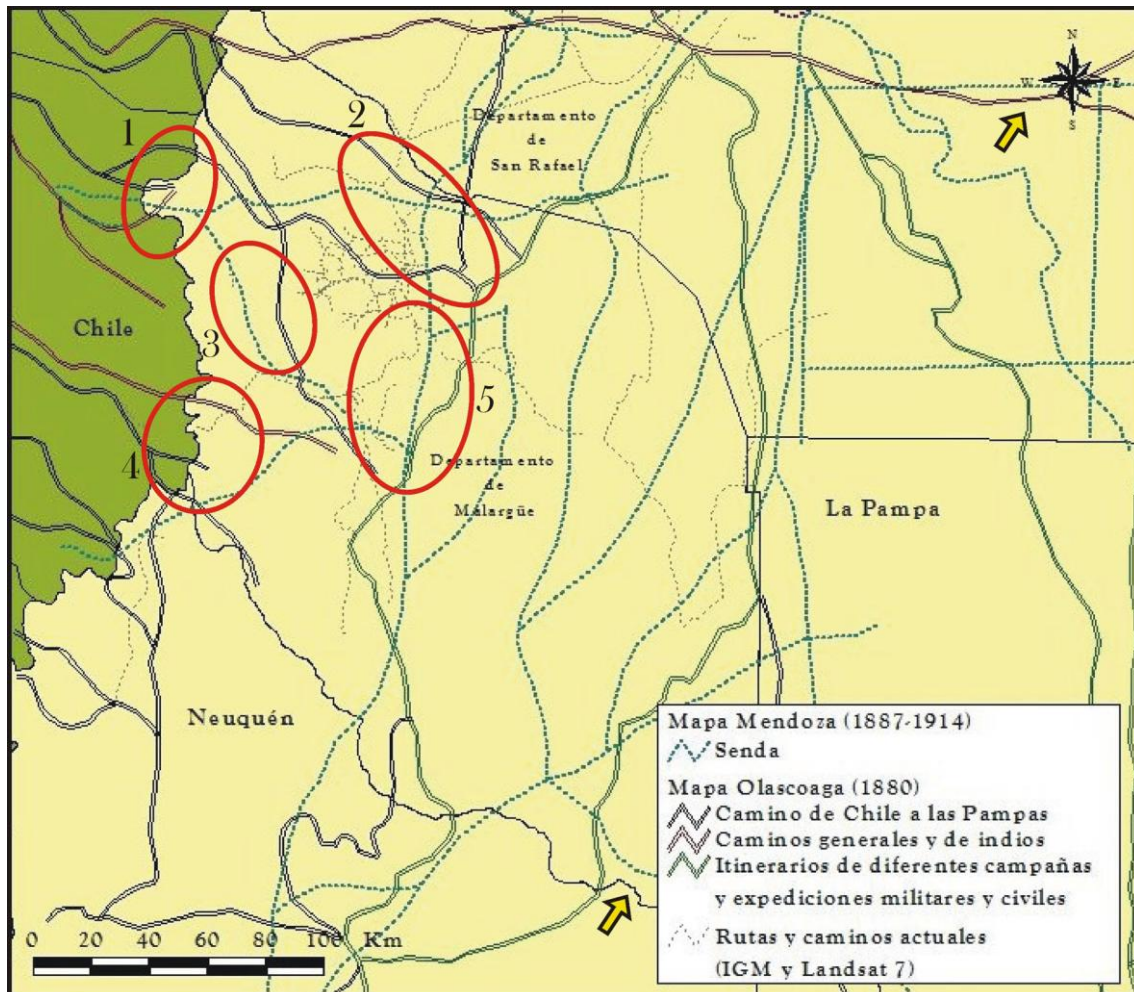 N
W
E
S
1
2
Departamento
de
San Rafael
Chile
3
4
5
Departamento
de
Malargüe
La Pampa
Neuquén
0 20 40 60 80 100 Km
Mapa Mendoza (1887-1914)
Senda
Mapa Olascoaga (1880)
Camino de Chile a las Pampas
Caminos generales y de indios
Itinerarios de diferentes campañas
y expediciones militares y civiles
Rutas y caminos actuales
(IGM y Landsat 7)